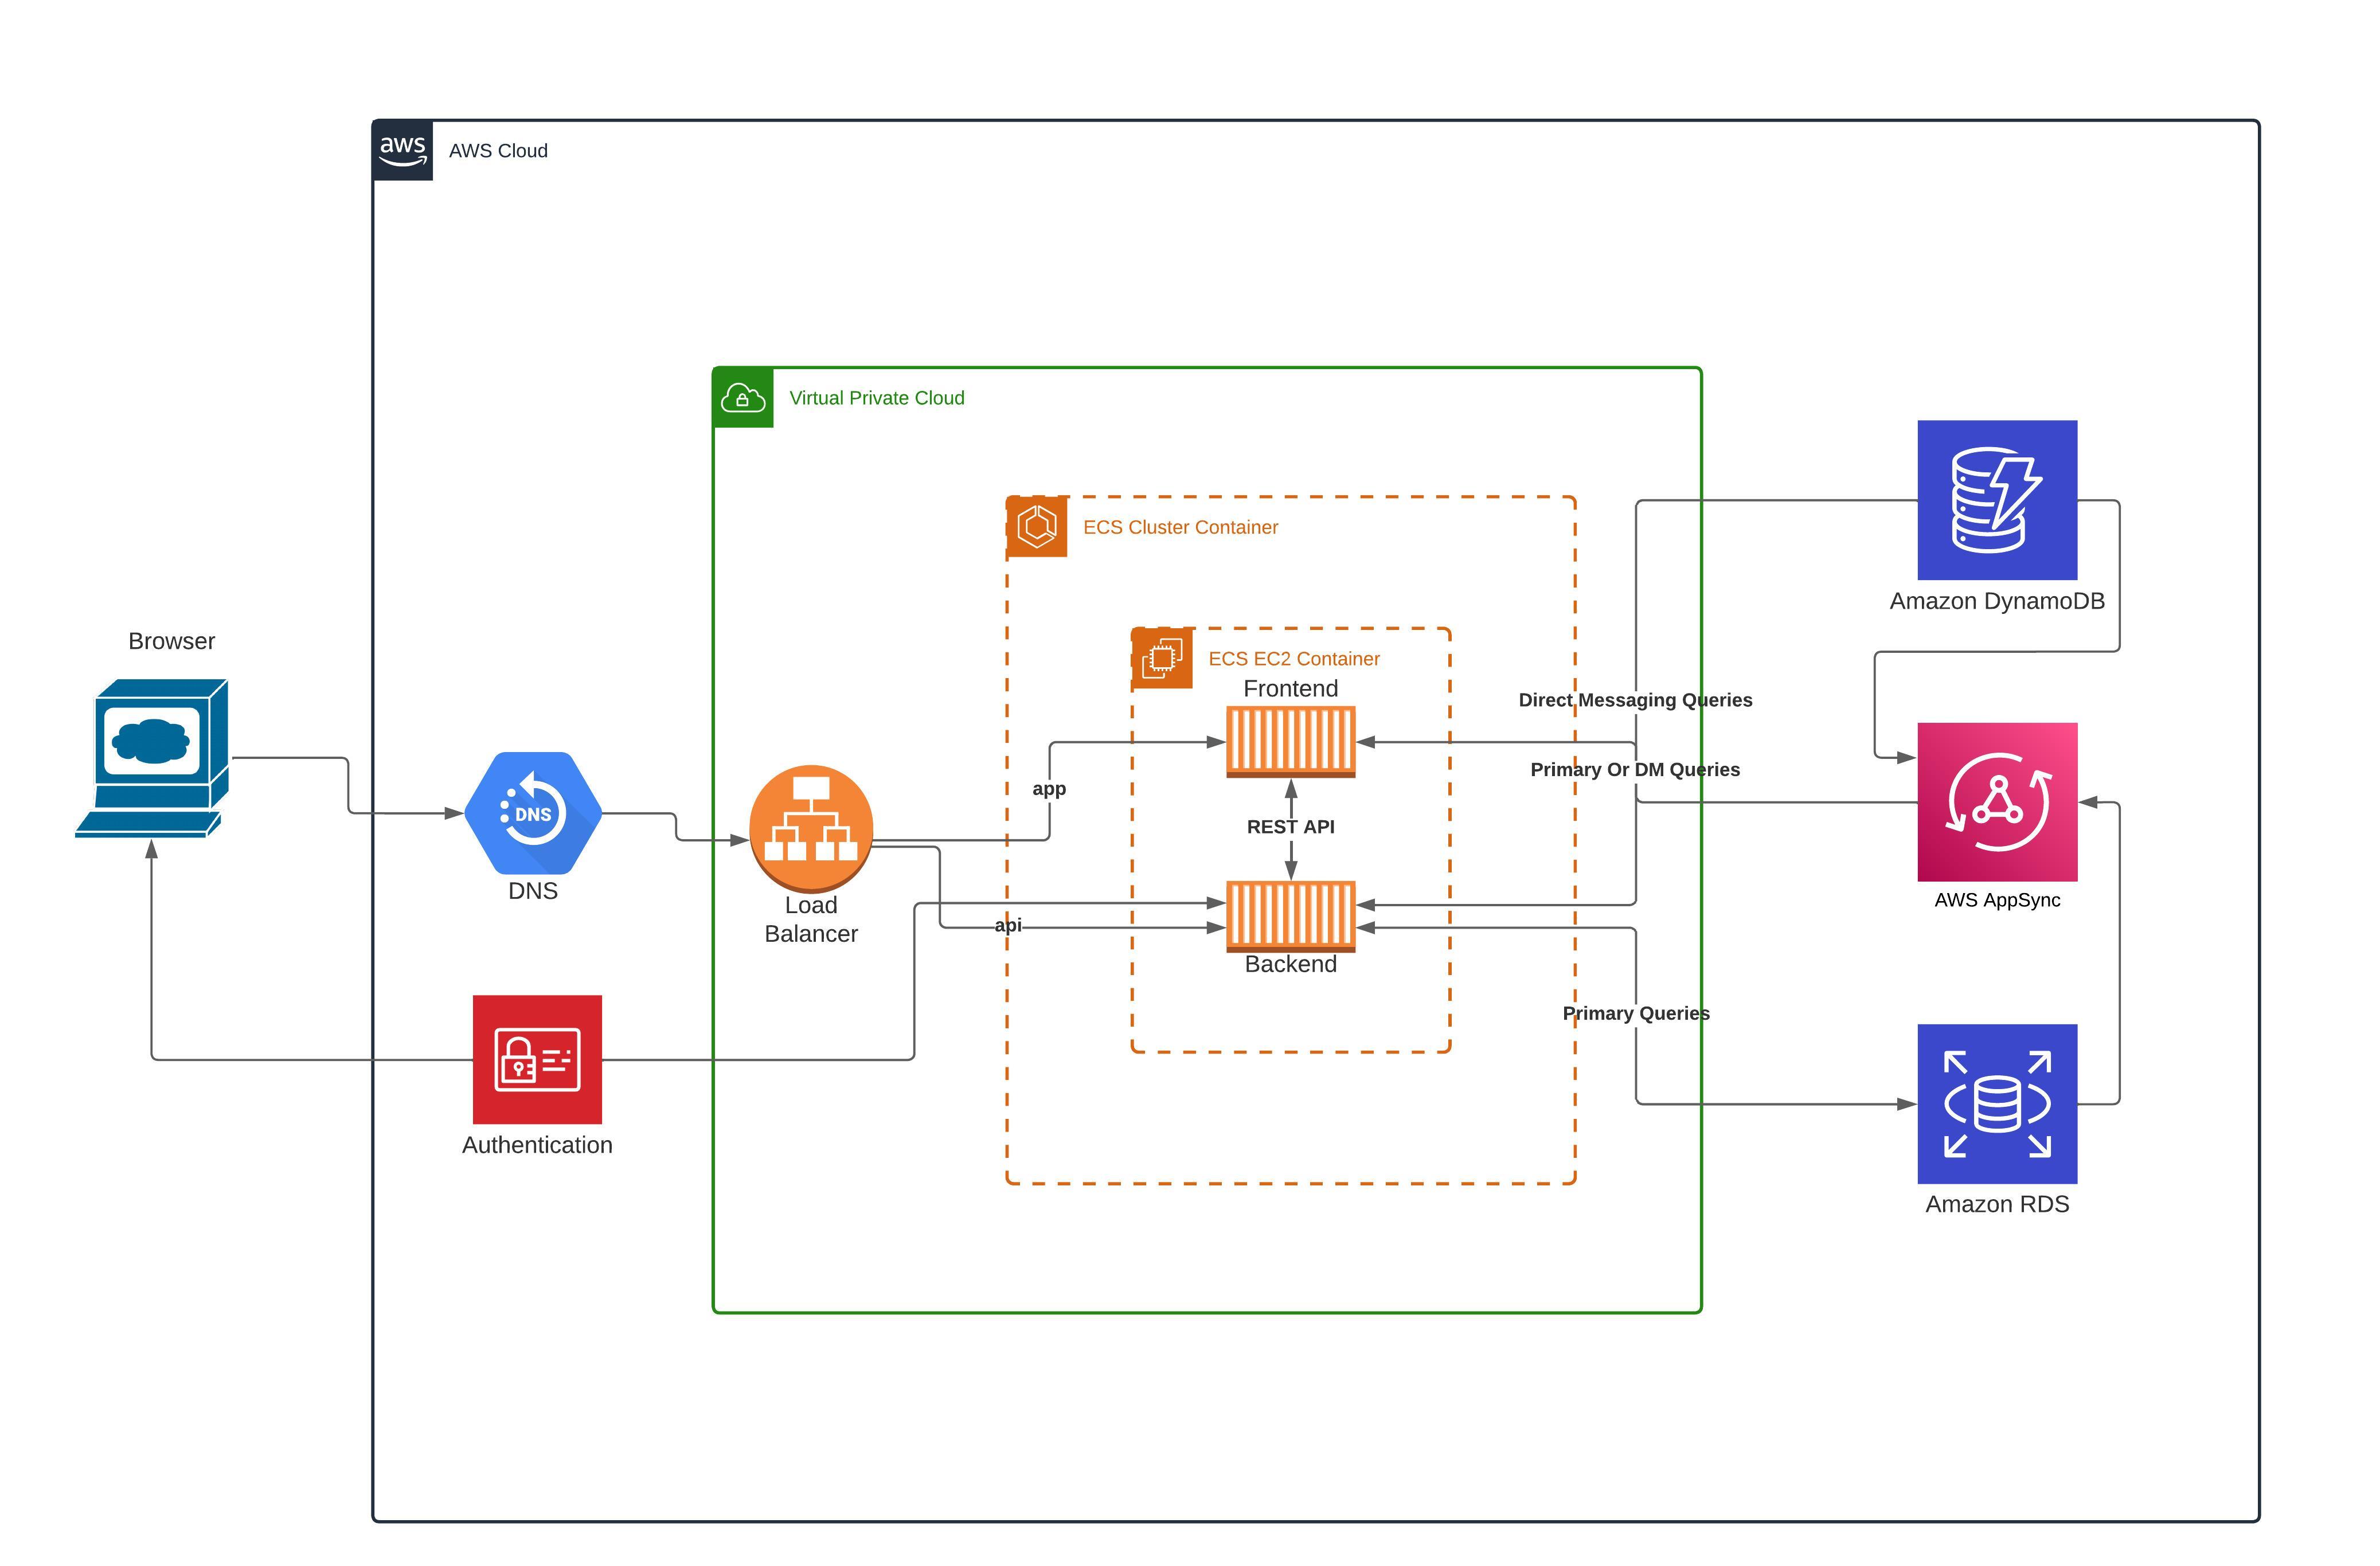 aws
AWS Cloud
Virtual Private Cloud
ECS Cluster Container
Amazon DynamoDB
Browser
ECS EC2 Container
Frontend
Direct Messaging Queries
Primary Or DM Queries
app
DNS
REST API
DNS
Load
Balancer
AWS AppSync
api
Backend
Primary Queries
Authentication
Amazon RDS